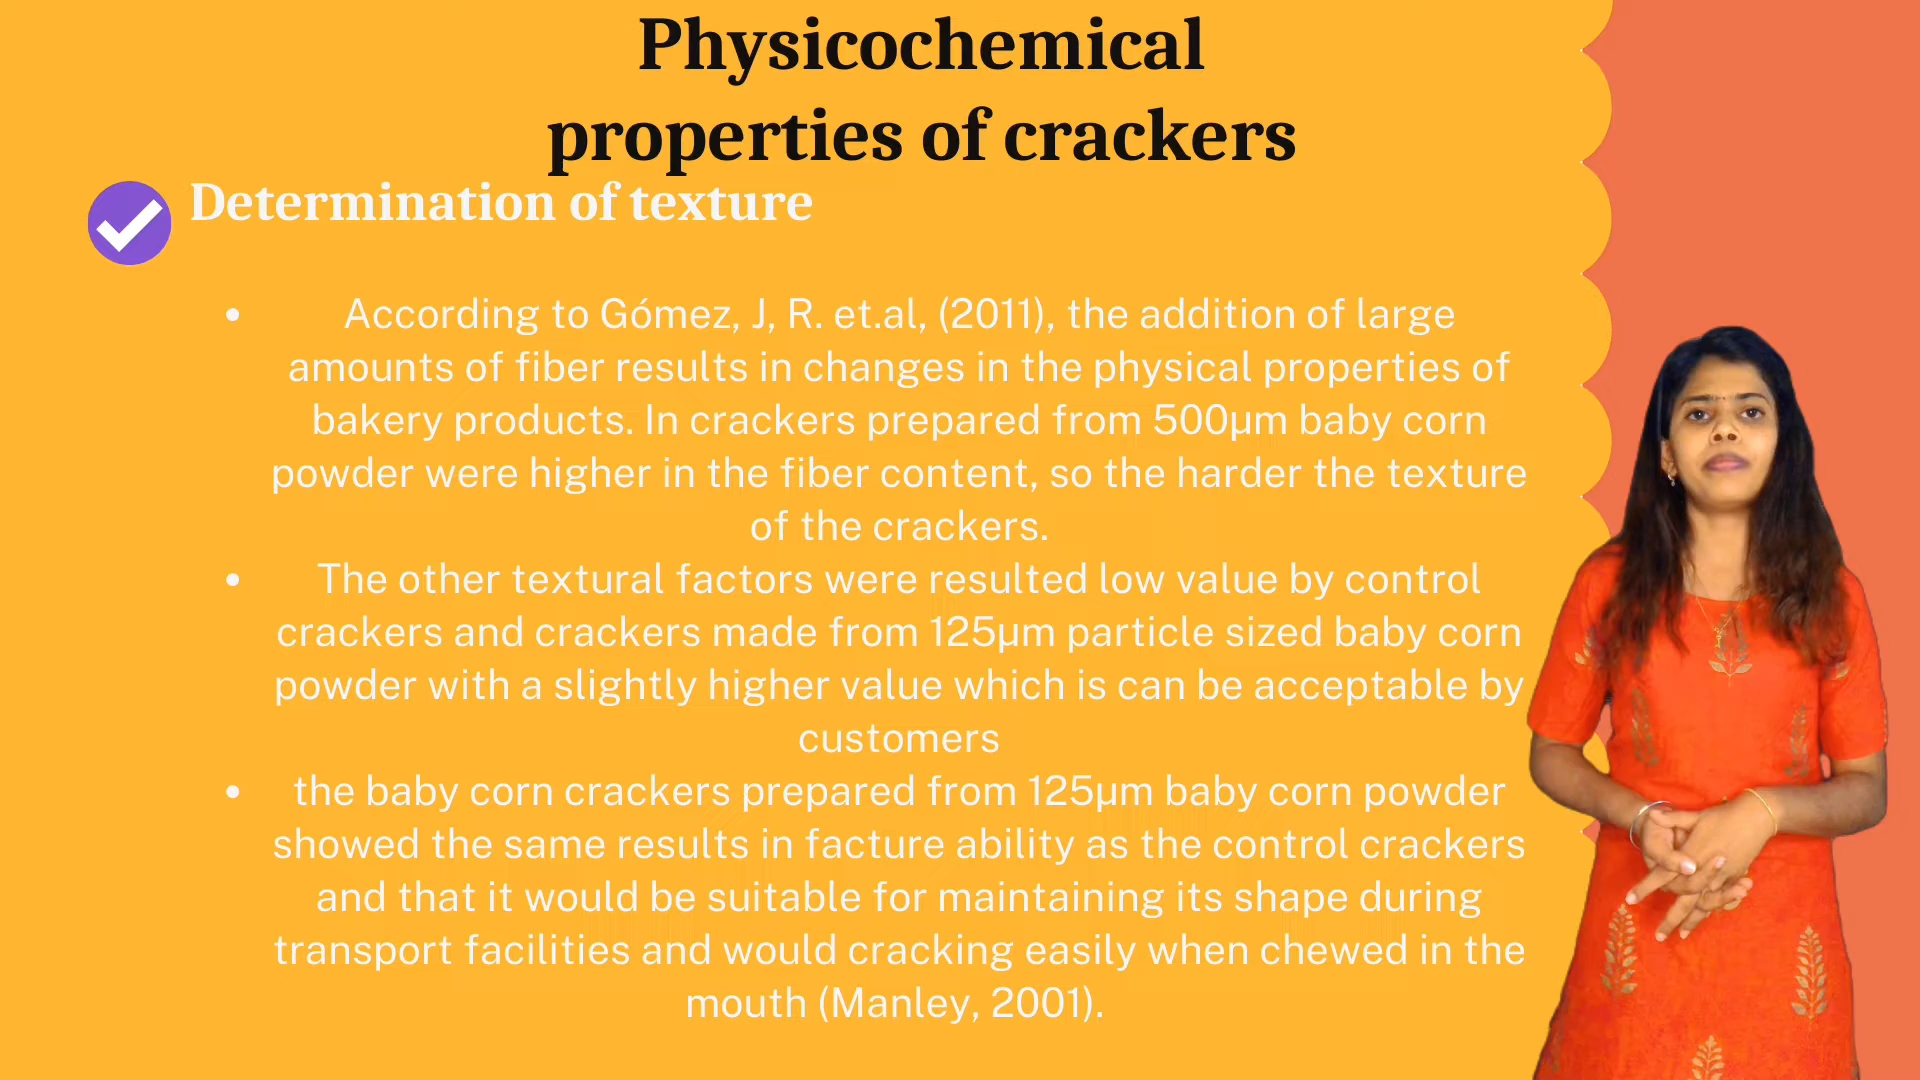 Physicochemical
properties of crackers
Determination of texture
• According to Gómez, J, R. et.al, (2011), the addition of large
amounts of fiber results in changes in the physical properties of
bakery products. In crackers prepared from 500µm baby corn
powder were higher in the fiber content, so the harder the texture
of the crackers.
• The other textural factors were resulted low value by control
crackers and crackers made from 125µm particle sized baby corn
powder with a slightly higher value which is can be acceptable by
customers
• the baby corn crackers prepared from 125µm baby corn powder
showed the same results in facture ability as the control crackers
and that it would be suitable for maintaining its shape during
transport facilities and would cracking easily when chewed in the
mouth (Manley, 2001).